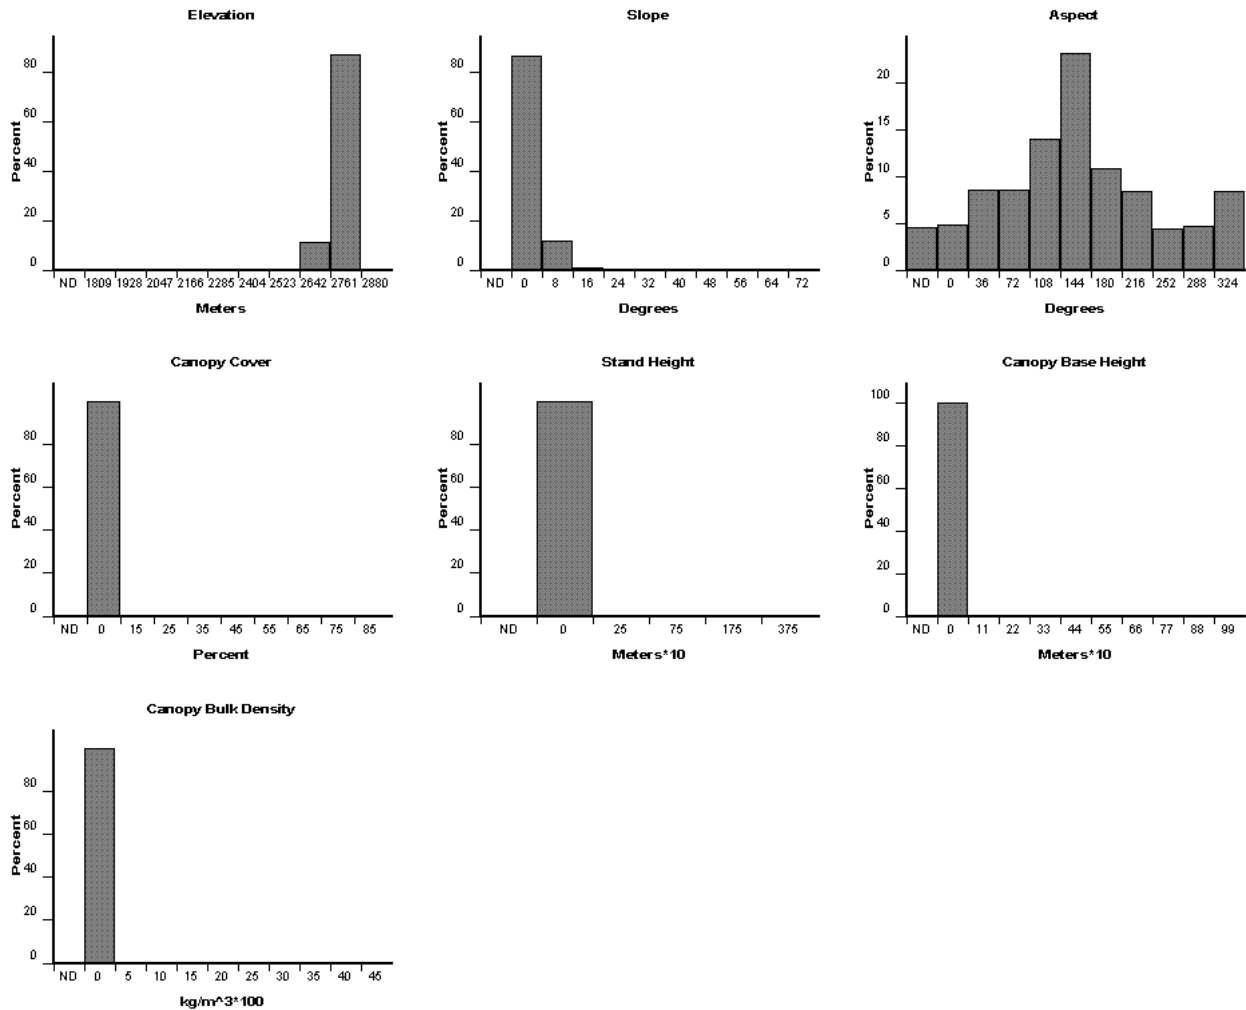 Elevation
Percent
80
60
40
20
0
ND 1809 1928 2047 2166 2285 2404 2523 2642 2761 2880
Meters
Slope
Percent
80
60
40
20
0
ND 0 8 16 24 32 40 48 56 64 72
Degrees
Aspect
Percent
20
15
10
5
0
ND 0 36 72 108 144 180 216 252 288 324
Degrees
Canopy Cover
Percent
80
60
40
20
0
ND 0 15 25 35 45 55 65 75 85
Percent
Stand Height
Percent
80
60
40
20
0
ND 0 25 75 175 375
Meters*10
Canopy Base Height
Percent
100
80
60
40
20
0
ND 0 11 22 33 44 55 66 77 88 99
Meters*10
Canopy Bulk Density
Percent
80
60
40
20
0
ND 0 5 10 15 20 25 30 35 40 45
kg/m^3*100